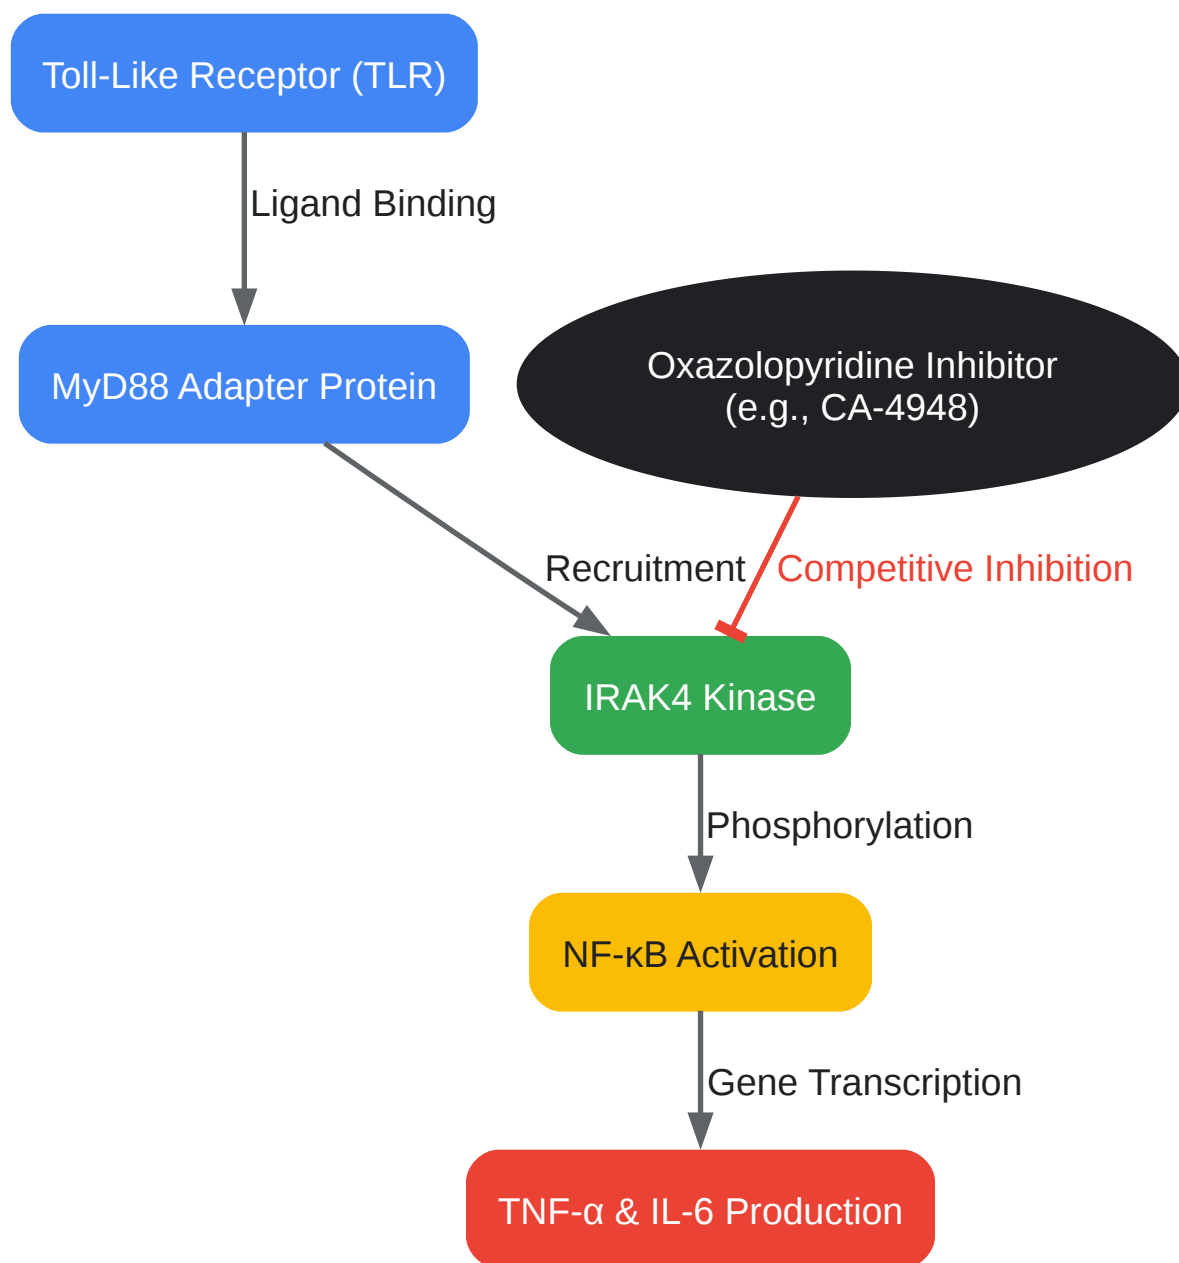 Toll-Like Receptor (TLR)
Ligand Binding
MyD88 Adapter Protein
Oxazolopyridine Inhibitor
(e.g., CA-4948)
Recruitment
Competitive Inhibition
IRAK4 Kinase
Phosphorylation
NF-κB Activation
Gene Transcription
TNF-α & IL-6 Production